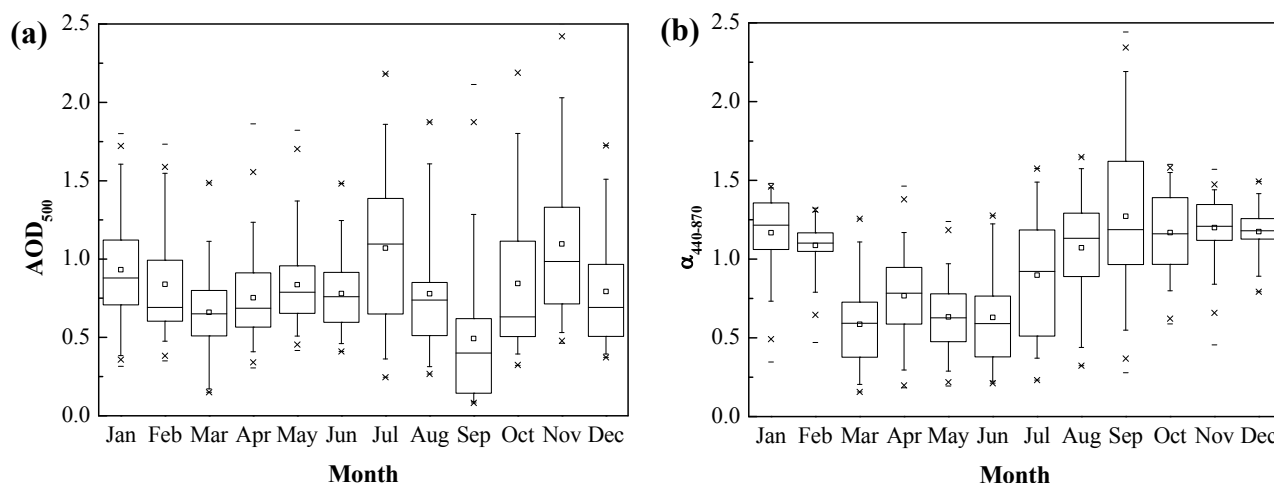 (a)
AOD500
2.5
2.0
1.5
1.0
0.5
0.0
Jan Feb Mar Apr May Jun Jul Aug Sep Oct Nov Dec
Month
(b)
α440-870
2.5
2.0
1.5
1.0
0.5
0.0
Jan Feb Mar Apr May Jun Jul Aug Sep Oct Nov Dec
Month